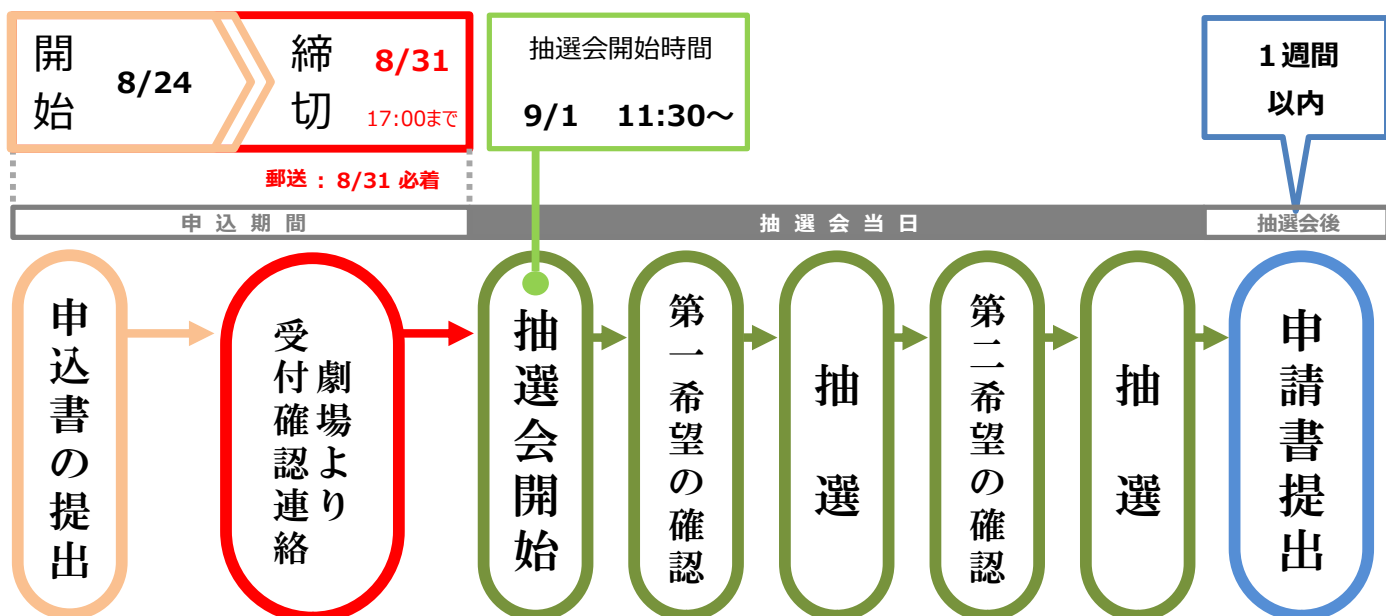 開始
8/24
締切
8/31
17:00まで
抽選会開始時間
9/1 11:30～
1週間
以内
郵送：8/31 必着
申込期間
抽選会当日
抽選会後
申込書の提出
劇場より
受付確認連絡
抽選会開始
第一希望の確認
抽選
第二希望の確認
抽選
申請書提出